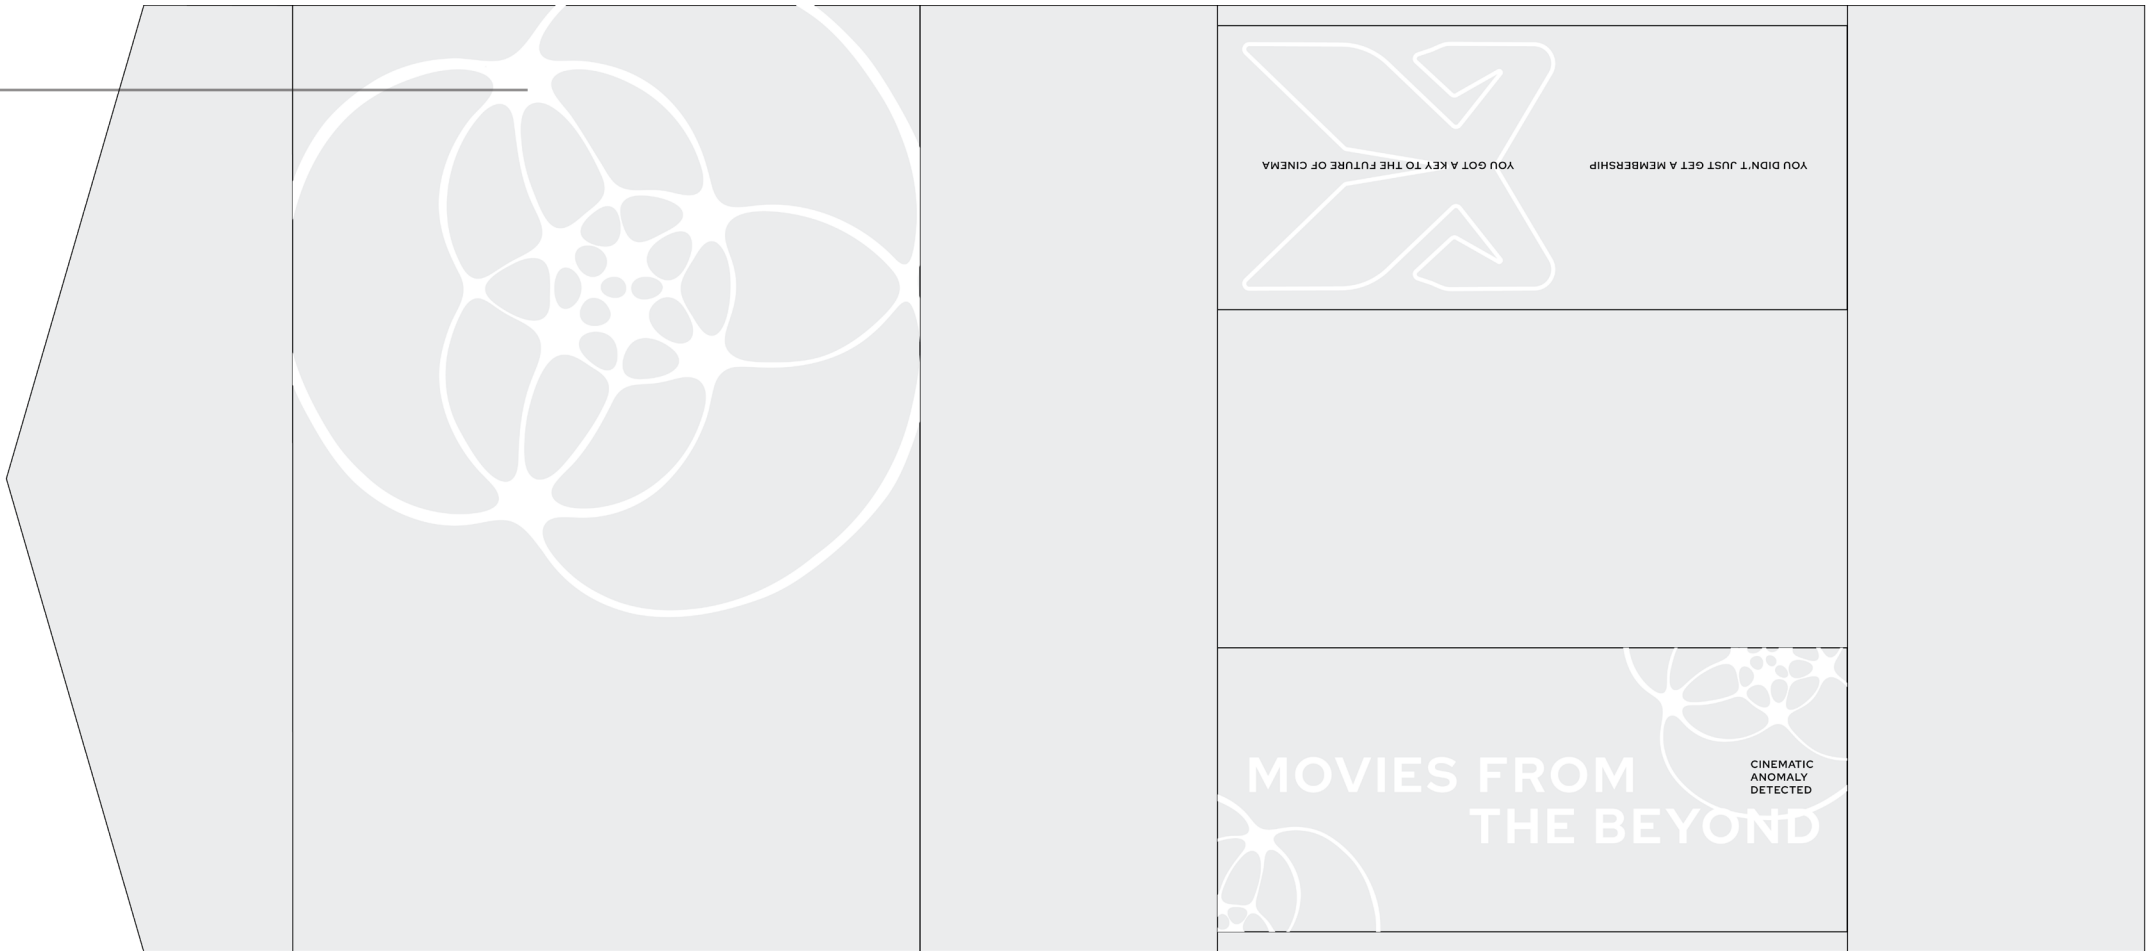 YOU DIDN'T JUST GET A MEMBERSHIP
YOU GOT A KEY TO THE FUTURE OF CINEMA
MOVIES FROM
THE BEYOND
CINEMATIC
ANOMALY
DETECTED